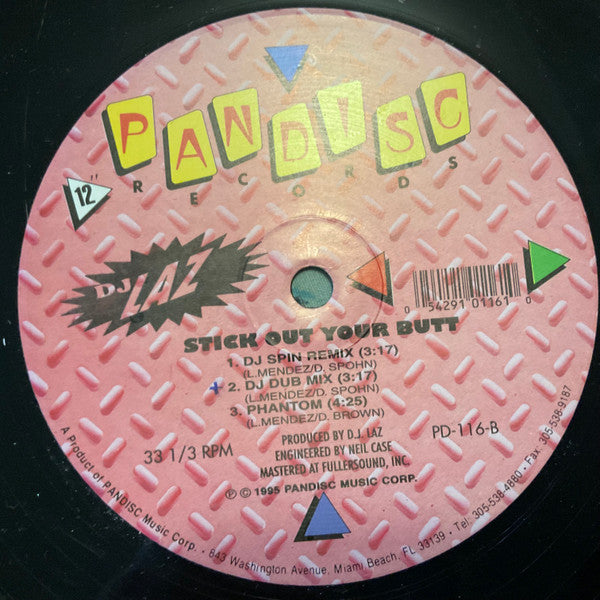 PANDISC
RECORDS
12"
DJ LAZ
0 54291 01161 0
STICK OUT YOUR BUTT
1. DJ SPIN REMIX (3:17)
(L.MENDEZ/D. SPOHN)
+ 2. DJ DUB MIX (3:17)
(L.MENDEZ/D. SPOHN)
3. PHANTOM (4:25)
(L.MENDEZ/D. BROWN)
33 1/3 RPM
PRODUCED BY D.J. LAZ
ENGINEERED BY NEIL CASE
MASTERED AT FULLERSOUND, INC.
PD-116-B
℗ © 1995 PANDISC MUSIC CORP.
A Product of PANDISC Music Corp. • 843 Washington Avenue, Miami Beach, FL 33139 • Tel: 305-538-4880 • Fax: 305-538-9187